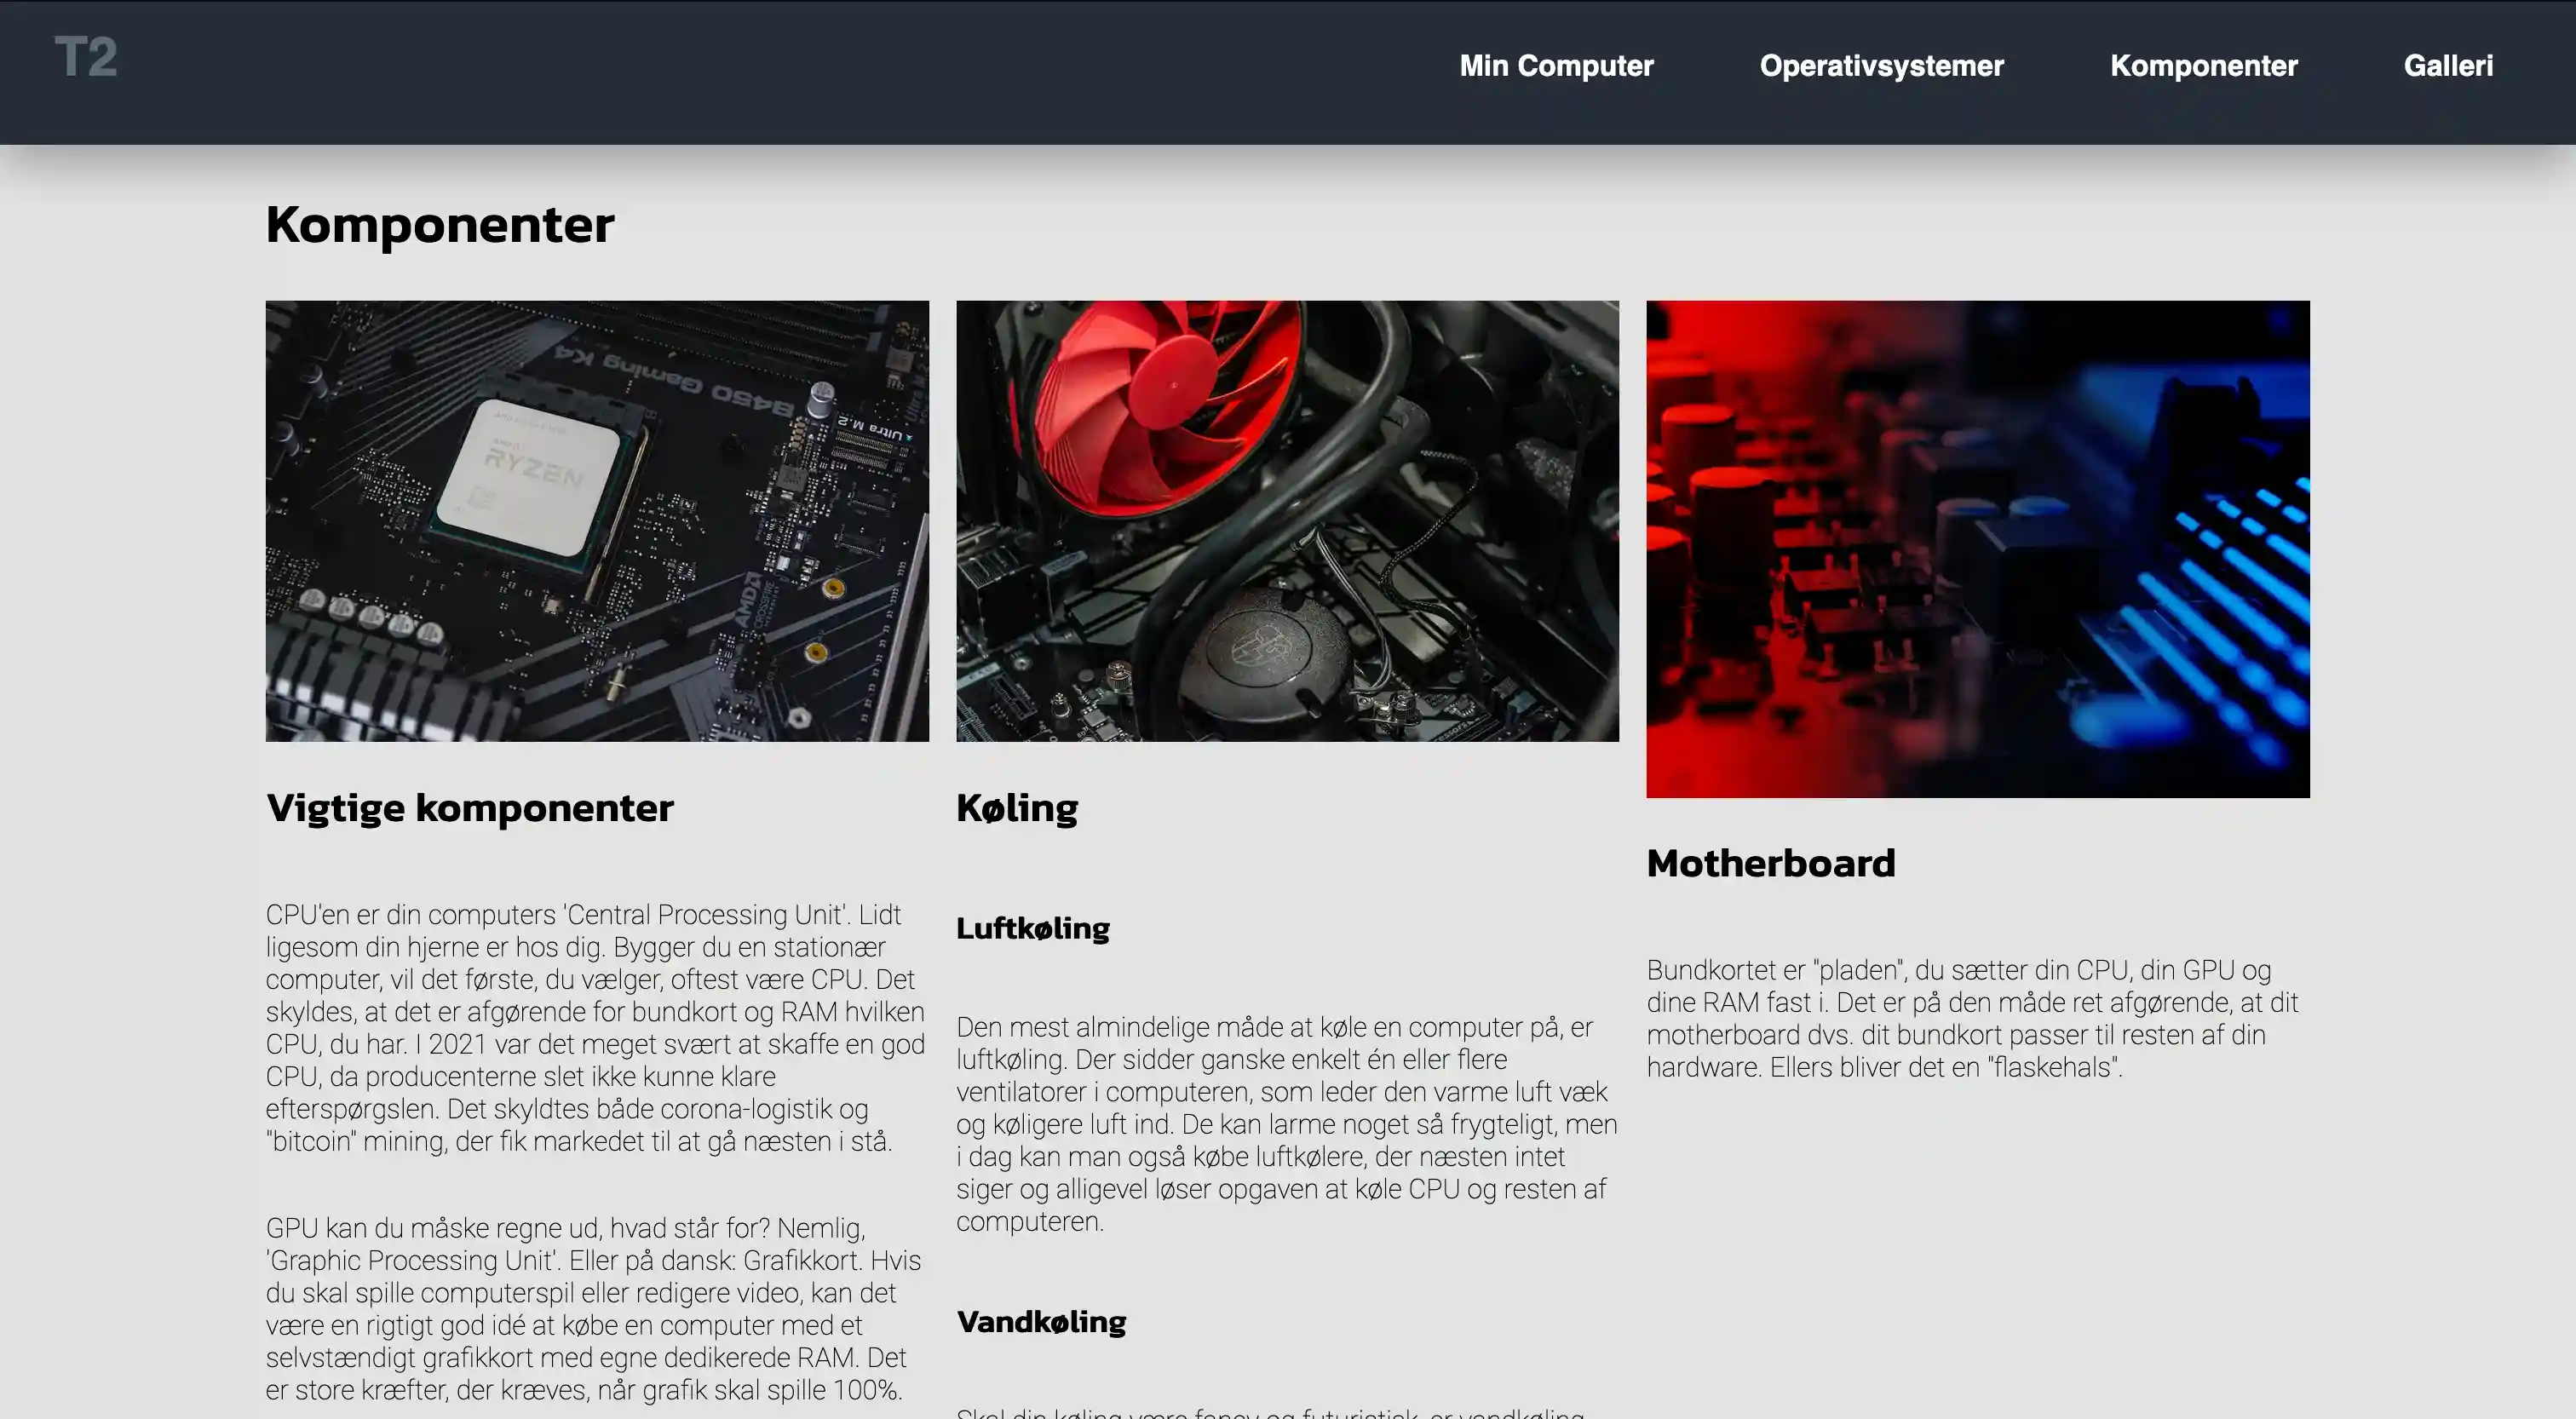 T2
Min Computer
Operativsystemer
Komponenter
Galleri
Komponenter
B450 Gaming K4
Ultra M.2
RYZEN
AMD
CROSSFIRE
Vigtige komponenter
CPU'en er din computers 'Central Processing Unit'. Lidt
ligesom din hjerne er hos dig. Bygger du en stationær
computer, vil det første, du vælger, oftest være CPU. Det
skyldes, at det er afgørende for bundkort og RAM hvilken
CPU, du har. I 2021 var det meget svært at skaffe en god
CPU, da producenterne slet ikke kunne klare
efterspørgslen. Det skyldtes både corona-logistik og
"bitcoin" mining, der fik markedet til at gå næsten i stå.
GPU kan du måske regne ud, hvad står for? Nemlig,
'Graphic Processing Unit'. Eller på dansk: Grafikkort. Hvis
du skal spille computerspil eller redigere video, kan det
være en rigtigt god idé at købe en computer med et
selvstændigt grafikkort med egne dedikerede RAM. Det
er store kræfter, der kræves, når grafik skal spille 100%.
Køling
Luftkøling
Den mest almindelige måde at køle en computer på, er
luftkøling. Der sidder ganske enkelt én eller flere
ventilatorer i computeren, som leder den varme luft væk
og køligere luft ind. De kan larme noget så frygteligt, men
i dag kan man også købe luftkølere, der næsten intet
siger og alligevel løser opgaven at køle CPU og resten af
computeren.
Vandkøling
Skal din køling være fancy og futuristisk, er vandkøling
Motherboard
Bundkortet er "pladen", du sætter din CPU, din GPU og
dine RAM fast i. Det er på den måde ret afgørende, at dit
motherboard dvs. dit bundkort passer til resten af din
hardware. Ellers bliver det en "flaskehals".